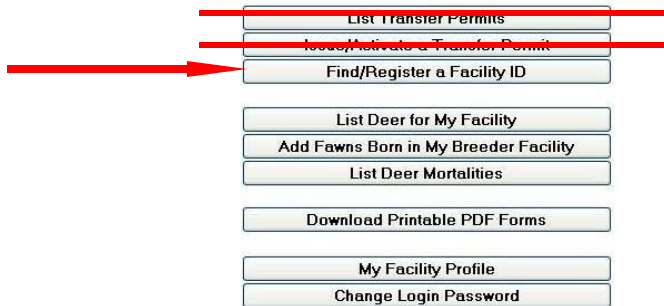 List Transfer Permits
Issue/Activate a Transfer Permit
Find/Register a Facility ID
List Deer for My Facility
Add Fawns Born in My Breeder Facility
List Deer Mortalities
Download Printable PDF Forms
My Facility Profile
Change Login Password